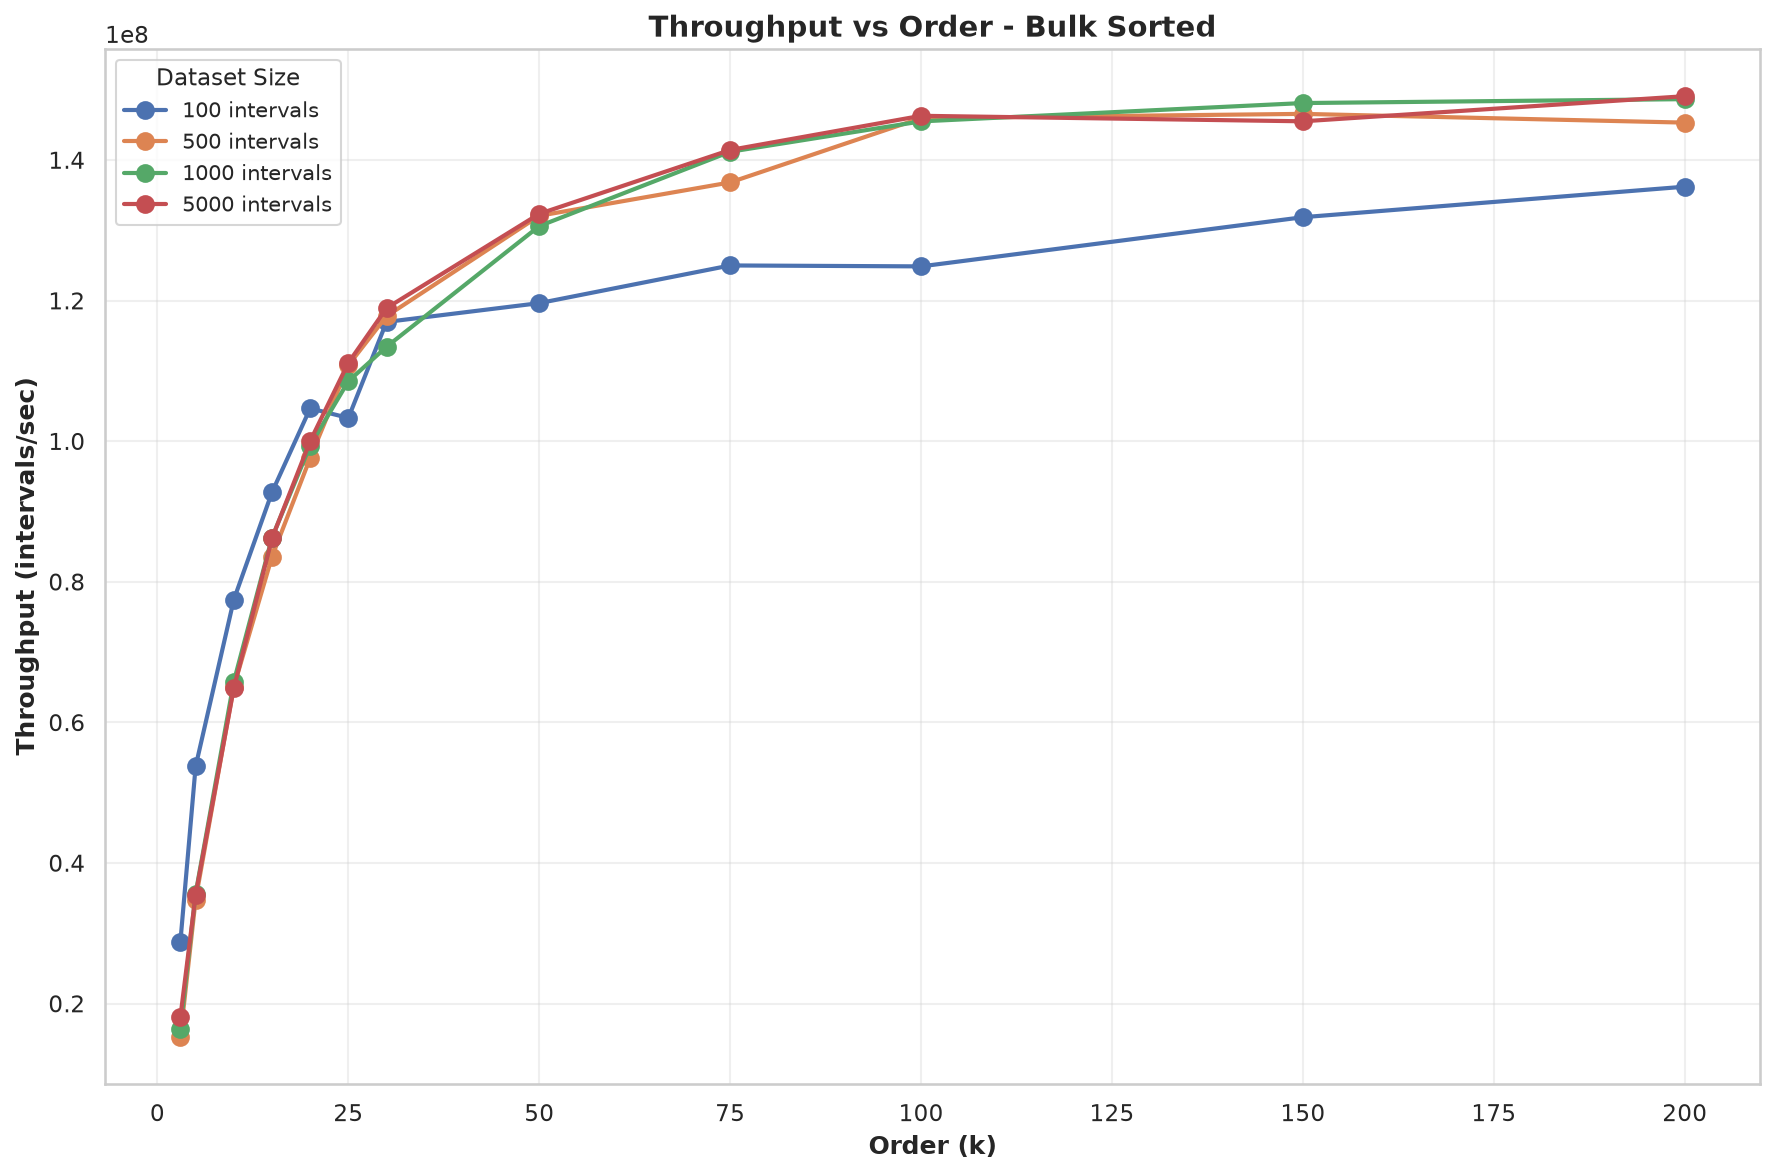 Throughput vs Order - Bulk Sorted
1e8
Dataset Size
100 intervals
500 intervals
1000 intervals
5000 intervals
1.4
1.2
1.0
0.8
0.6
0.4
0.2
Throughput (intervals/sec)
0 25 50 75 100 125 150 175 200
Order (k)